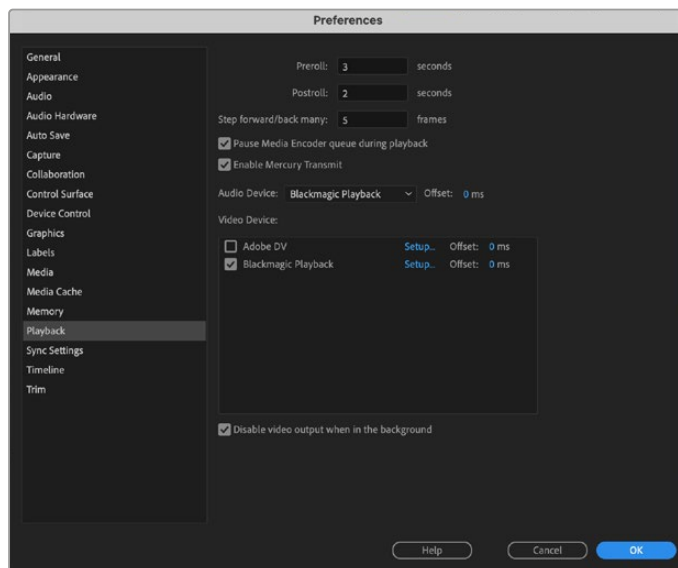 Preferences
General
Appearance
Audio
Audio Hardware
Auto Save
Capture
Collaboration
Control Surface
Device Control
Graphics
Labels
Media
Media Cache
Memory
Playback
Sync Settings
Timeline
Trim
Preroll: 3 seconds
Postroll: 2 seconds
Step forward/back many: 5 frames
Pause Media Encoder queue during playback
Enable Mercury Transmit
Audio Device: Blackmagic Playback Offset: 0 ms
Video Device:
Adobe DV Setup... Offset: 0 ms
Blackmagic Playback Setup... Offset: 0 ms
Disable video output when in the background
Help Cancel OK